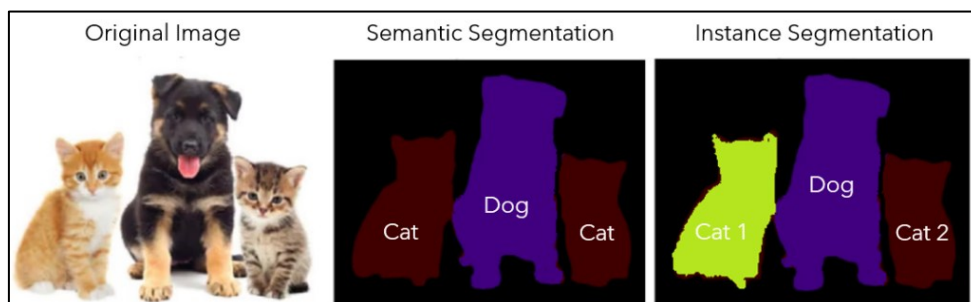 Original Image
Semantic Segmentation
Instance Segmentation
Cat
Dog
Cat
Cat 1
Dog
Cat 2